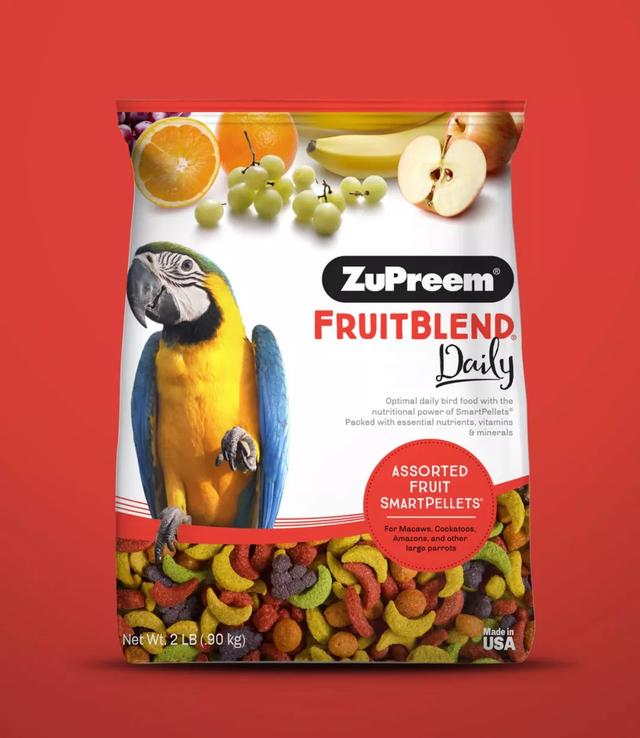 ZuPreem®
FRUITBLEND®
Daily
Optimal daily bird food with the
nutritional power of SmartPellets®
Packed with essential nutrients, vitamins
& minerals
ASSORTED
FRUIT
SMARTPELLETS®
For Macaws, Cockatoos,
Amazons, and other
large parrots
Net Wt. 2 LB (.90 kg)
Made in
USA